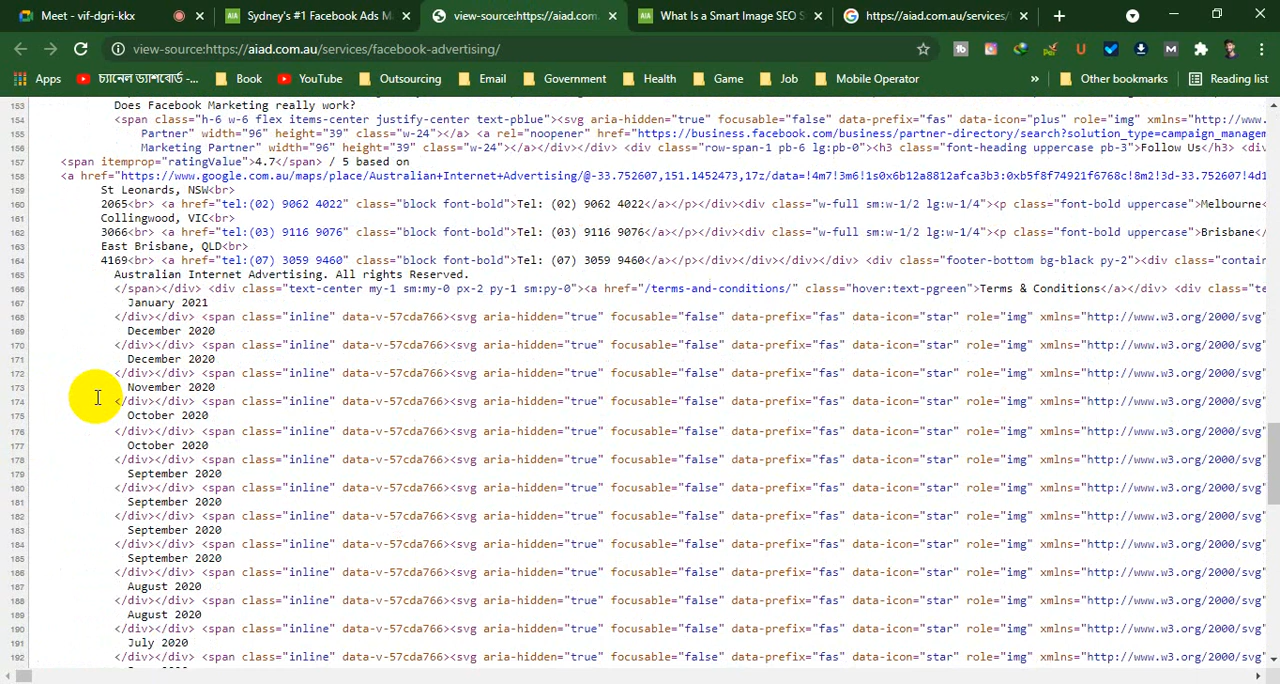 Meet - vif-dgri-kkx
Sydney's #1 Facebook Ads M
view-source:https://aiad.com.
What Is a Smart Image SEO S
https://aiad.com.au/services/
view-source:https://aiad.com.au/services/facebook-advertising/
Apps চ্যানেল ড্যাশবোর্ড -... Book YouTube Outsourcing Email Government Health Game Job Mobile Operator » Other bookmarks Reading list
153 Does Facebook Marketing really work?
154 <span class="h-6 w-6 flex items-center justify-center text-pblue"><svg aria-hidden="true" focusable="false" data-prefix="fas" data-icon="plus" role="img" xmlns="http://www.
155 Partner" width="96" height="39" class="w-24"></a> <a rel="noopener" href="https://business.facebook.com/business/partner-directory/search?solution_type=campaign_managem
156 Marketing Partner" width="96" height="39" class="w-24"></a></div></div> <div class="row-span-1 pb-6 lg:pb-0"><h3 class="font-heading uppercase pb-3">Follow Us</h3> <div
157 <span itemprop="ratingValue">4.7</span> / 5 based on
158 <a href="https://www.google.com.au/maps/place/Australian+Internet+Advertising/@-33.752607,151.1452473,17z/data=!4m7!3m6!1s0x6b12a8812afca3b3:0xb5f8f74921f6768c!8m2!3d-33.752607!4d1
159 St Leonards, NSW<br>
160 2065<br> <a href="tel:(02) 9062 4022" class="block font-bold">Tel: (02) 9062 4022</a></p></div><div class="w-full sm:w-1/2 lg:w-1/4"><p class="font-bold uppercase">Melbourne<
161 Collingwood, VIC<br>
162 3066<br> <a href="tel:(03) 9116 9076" class="block font-bold">Tel: (03) 9116 9076</a></p></div><div class="w-full sm:w-1/2 lg:w-1/4"><p class="font-bold uppercase">Brisbane</
163 East Brisbane, QLD<br>
164 4169<br> <a href="tel:(07) 3059 9460" class="block font-bold">Tel: (07) 3059 9460</a></p></div></div></div></div> <div class="footer-bottom bg-black py-2"><div class="contain
165 Australian Internet Advertising. All rights Reserved.
166 </span></div> <div class="text-center my-1 sm:my-0 px-2 py-1 sm:py-0"><a href="/terms-and-conditions/" class="hover:text-pgreen">Terms & Conditions</a></div> <div class="te
167 January 2021
168 </div></div> <span class="inline" data-v-57cda766><svg aria-hidden="true" focusable="false" data-prefix="fas" data-icon="star" role="img" xmlns="http://www.w3.org/2000/svg"
169 December 2020
170 </div></div> <span class="inline" data-v-57cda766><svg aria-hidden="true" focusable="false" data-prefix="fas" data-icon="star" role="img" xmlns="http://www.w3.org/2000/svg"
171 December 2020
172 </div></div> <span class="inline" data-v-57cda766><svg aria-hidden="true" focusable="false" data-prefix="fas" data-icon="star" role="img" xmlns="http://www.w3.org/2000/svg"
173 November 2020
174 </div></div> <span class="inline" data-v-57cda766><svg aria-hidden="true" focusable="false" data-prefix="fas" data-icon="star" role="img" xmlns="http://www.w3.org/2000/svg"
175 October 2020
176 </div></div> <span class="inline" data-v-57cda766><svg aria-hidden="true" focusable="false" data-prefix="fas" data-icon="star" role="img" xmlns="http://www.w3.org/2000/svg"
177 October 2020
178 </div></div> <span class="inline" data-v-57cda766><svg aria-hidden="true" focusable="false" data-prefix="fas" data-icon="star" role="img" xmlns="http://www.w3.org/2000/svg"
179 September 2020
180 </div></div> <span class="inline" data-v-57cda766><svg aria-hidden="true" focusable="false" data-prefix="fas" data-icon="star" role="img" xmlns="http://www.w3.org/2000/svg"
181 September 2020
182 </div></div> <span class="inline" data-v-57cda766><svg aria-hidden="true" focusable="false" data-prefix="fas" data-icon="star" role="img" xmlns="http://www.w3.org/2000/svg"
183 September 2020
184 </div></div> <span class="inline" data-v-57cda766><svg aria-hidden="true" focusable="false" data-prefix="fas" data-icon="star" role="img" xmlns="http://www.w3.org/2000/svg"
185 September 2020
186 </div></div> <span class="inline" data-v-57cda766><svg aria-hidden="true" focusable="false" data-prefix="fas" data-icon="star" role="img" xmlns="http://www.w3.org/2000/svg"
187 August 2020
188 </div></div> <span class="inline" data-v-57cda766><svg aria-hidden="true" focusable="false" data-prefix="fas" data-icon="star" role="img" xmlns="http://www.w3.org/2000/svg"
189 August 2020
190 </div></div> <span class="inline" data-v-57cda766><svg aria-hidden="true" focusable="false" data-prefix="fas" data-icon="star" role="img" xmlns="http://www.w3.org/2000/svg"
191 July 2020
192 </div></div> <span class="inline" data-v-57cda766><svg aria-hidden="true" focusable="false" data-prefix="fas" data-icon="star" role="img" xmlns="http://www.w3.org/2000/svg"